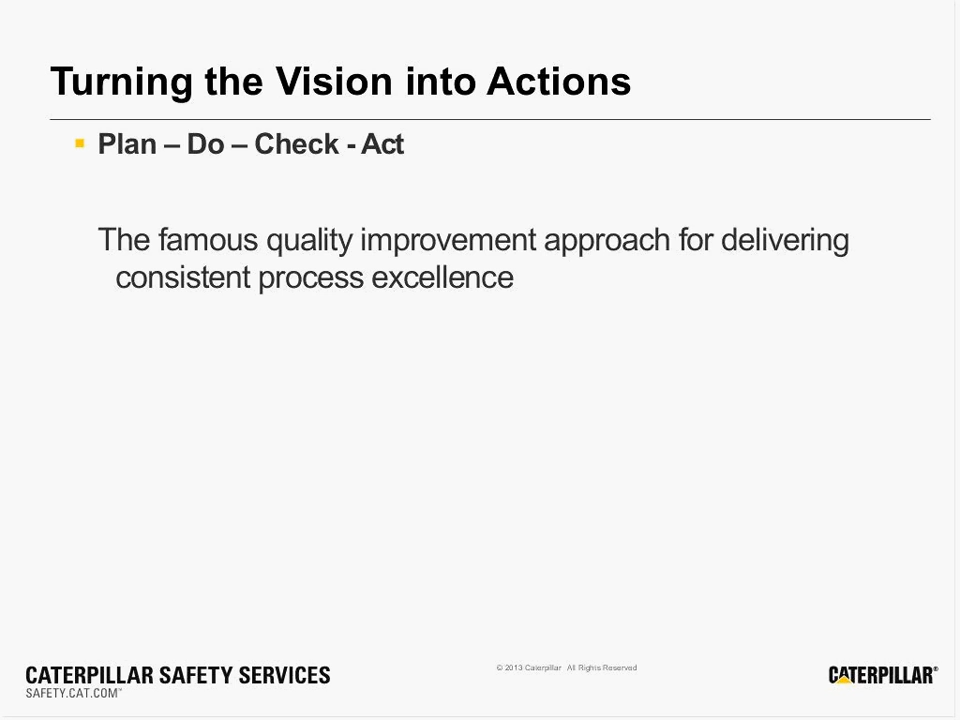 Turning the Vision into Actions
▪ Plan – Do – Check - Act
The famous quality improvement approach for delivering
consistent process excellence
© 2013 Caterpillar All Rights Reserved
CATERPILLAR SAFETY SERVICES
SAFETY.CAT.COM™
CATERPILLAR®